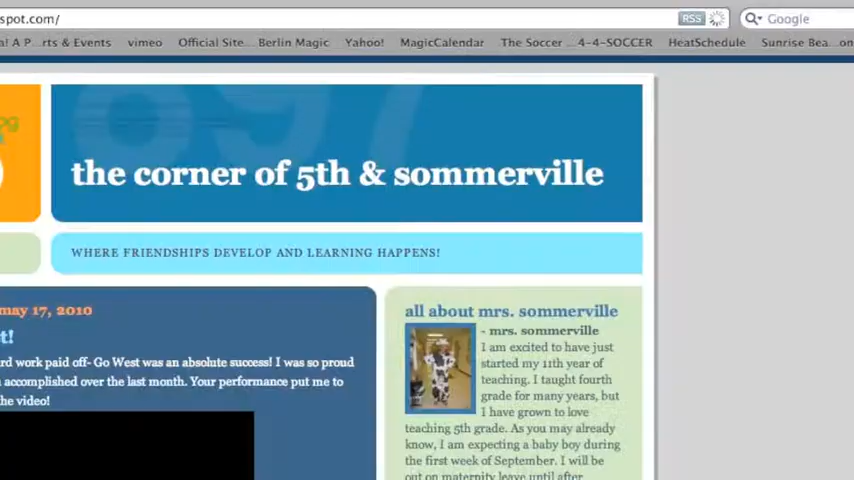 spot.com/
RSS
Google
a! A P...rts & Events vimeo Official Site... Berlin Magic Yahoo! MagicCalendar The Soccer ...4-4-SOCCER HeatSchedule Sunrise Bea...on
897
the corner of 5th & sommerville
WHERE FRIENDSHIPS DEVELOP AND LEARNING HAPPENS!
may 17, 2010
t!
rd work paid off- Go West was an absolute success! I was so proud
accomplished over the last month. Your performance put me to
he video!
all about mrs. sommerville
- mrs. sommerville
I am excited to have just
started my 11th year of
teaching. I taught fourth
grade for many years, but
I have grown to love
teaching 5th grade. As you may already
know, I am expecting a baby boy during
the first week of September. I will be
out on maternity leave until after